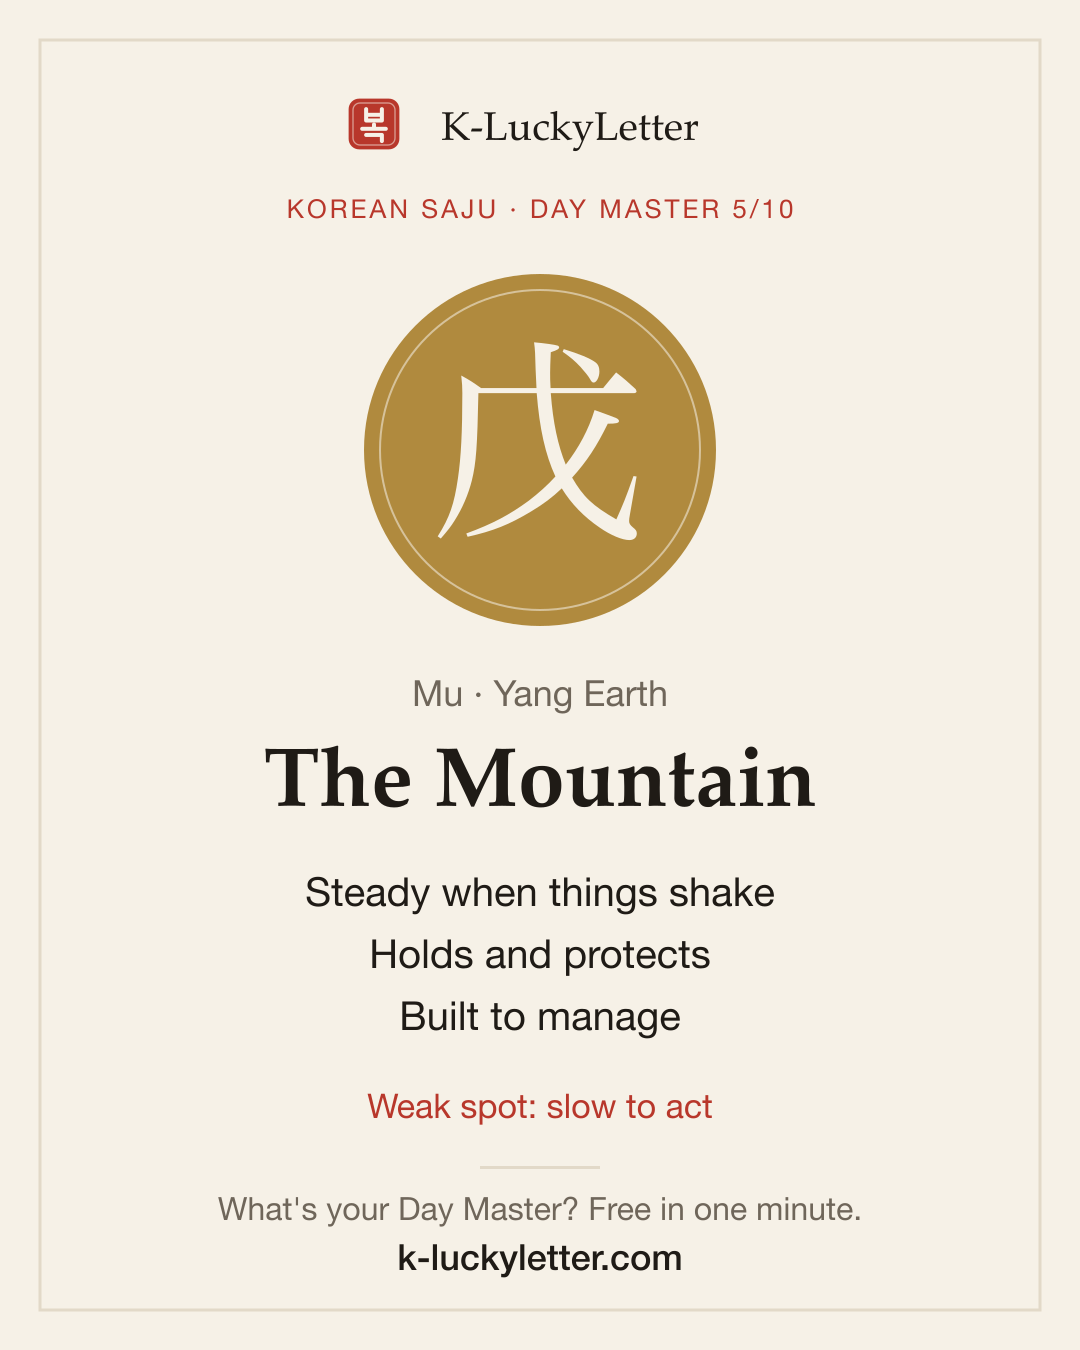 복 K-LuckyLetter
KOREAN SAJU · DAY MASTER 5/10
戊
Mu · Yang Earth
The Mountain
Steady when things shake
Holds and protects
Built to manage
Weak spot: slow to act
What's your Day Master? Free in one minute.
k-luckyletter.com